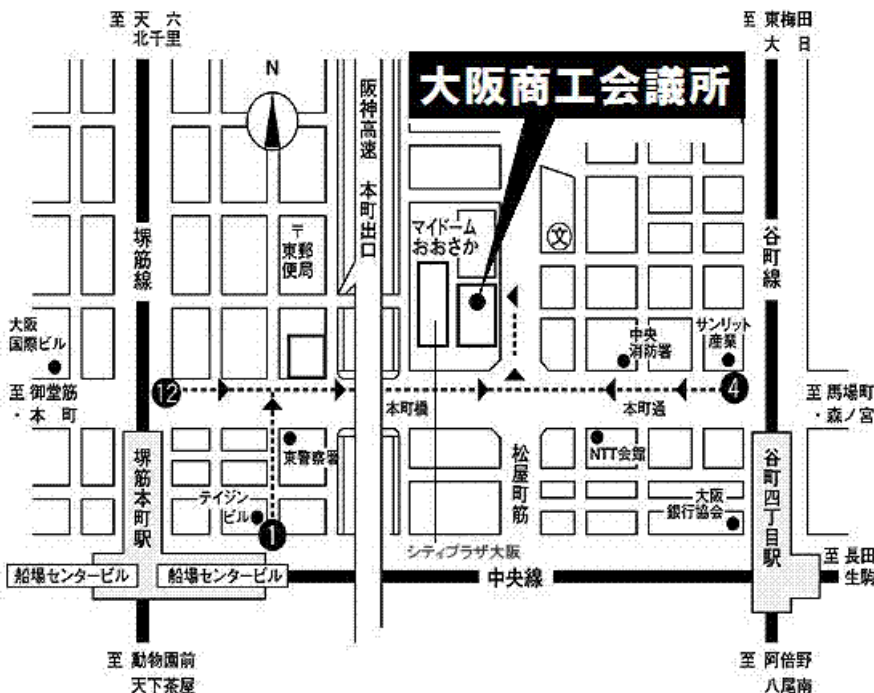 至 天 六
北千里
至 東梅田
大 日
N
大阪商工会議所
阪神高速 本町出口
堺筋線
谷町線
〒
東郵
便局
マイドーム
おおさか
文
大阪
国際ビル
中央
消防署
サンリット
産業
至 御堂筋
・本 町
12
本町橋
本町通
4
至 馬場町
・森ノ宮
東警察署
NTT会館
堺筋本町駅
松屋町筋
谷町四丁目駅
テイジン
ビル
1
大阪
銀行協会
シティプラザ大阪
船場センタービル
船場センタービル
中央線
至 長田
生駒
至 動物園前
天下茶屋
至 阿倍野
八尾南